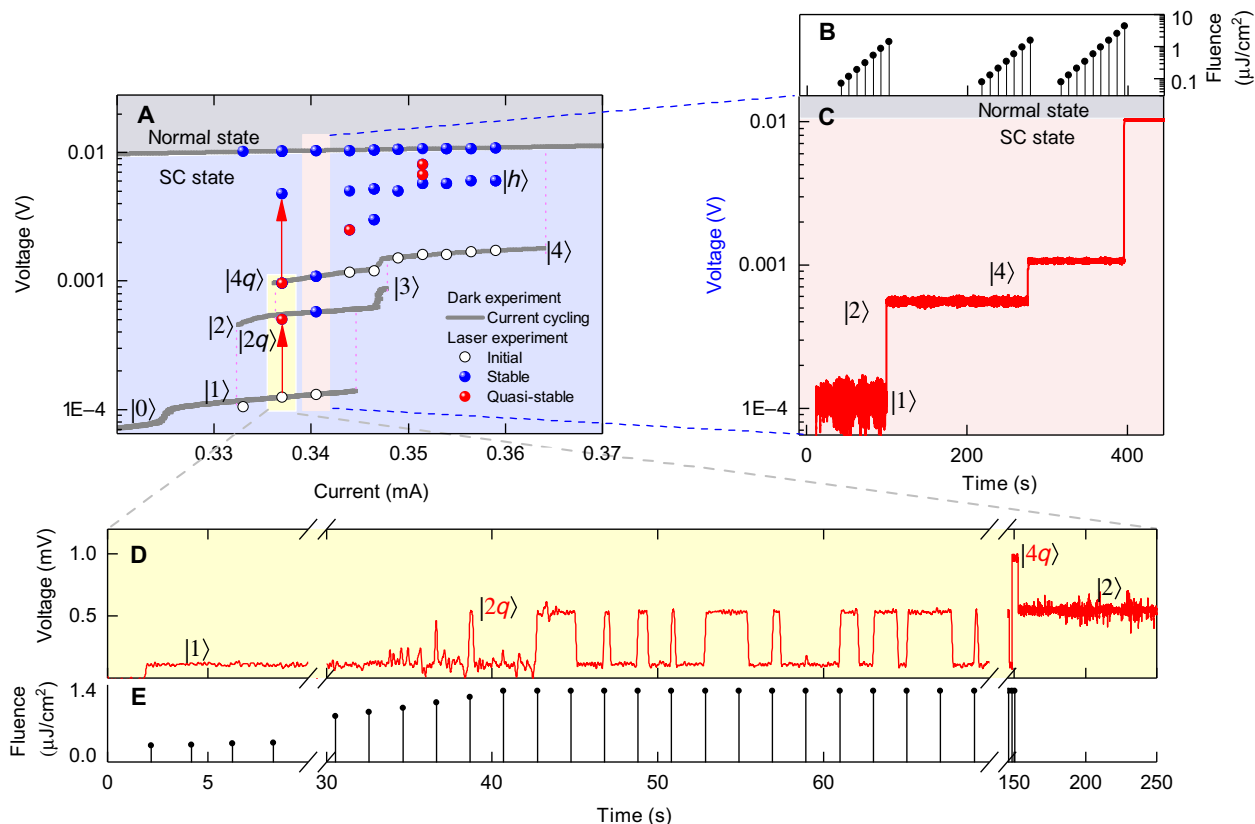 B
10
1
0.1
Fluence
(μJ/cm²)
A
Normal state
SC state
|h⟩
|4q⟩
|4⟩
|3⟩
|2⟩
|2q⟩
|1⟩
|0⟩
Dark experiment
Current cycling
Laser experiment
Initial
Stable
Quasi-stable
0.01
0.001
1E−4
Voltage (V)
0.33
0.34
0.35
0.36
0.37
Current (mA)
C
Normal state
SC state
|4⟩
|2⟩
|1⟩
0.01
0.001
1E−4
Voltage (V)
0
200
400
Time (s)
D
|1⟩
|2q⟩
|4q⟩
|2⟩
1.0
0.5
Voltage (mV)
E
1.4
0.0
Fluence
(μJ/cm²)
0
5
30
40
50
60
150
200
250
Time (s)